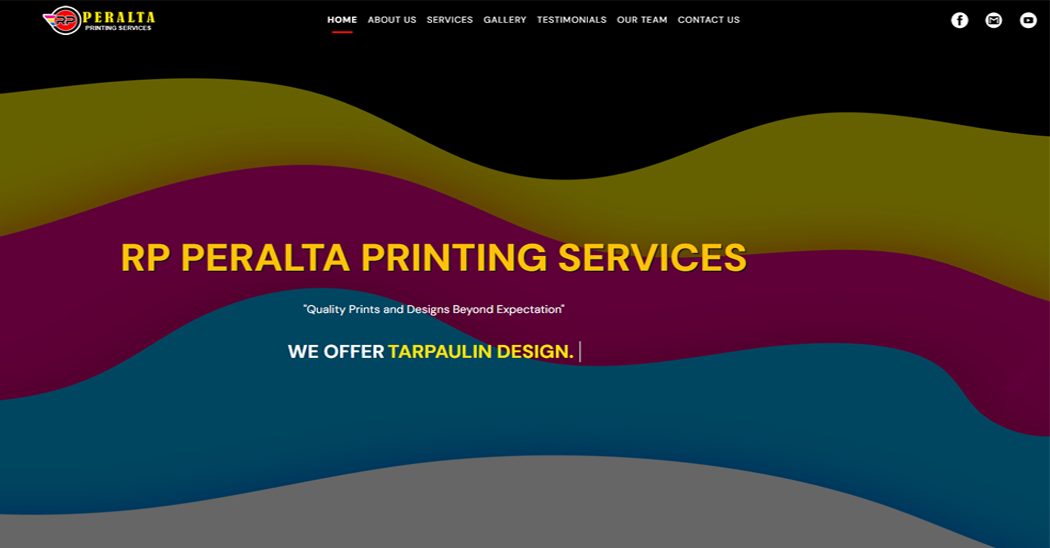 RP PERALTA
PRINTING SERVICES
HOME ABOUT US SERVICES GALLERY TESTIMONIALS OUR TEAM CONTACT US
RP PERALTA PRINTING SERVICES
"Quality Prints and Designs Beyond Expectation"
WE OFFER TARPAULIN DESIGN.